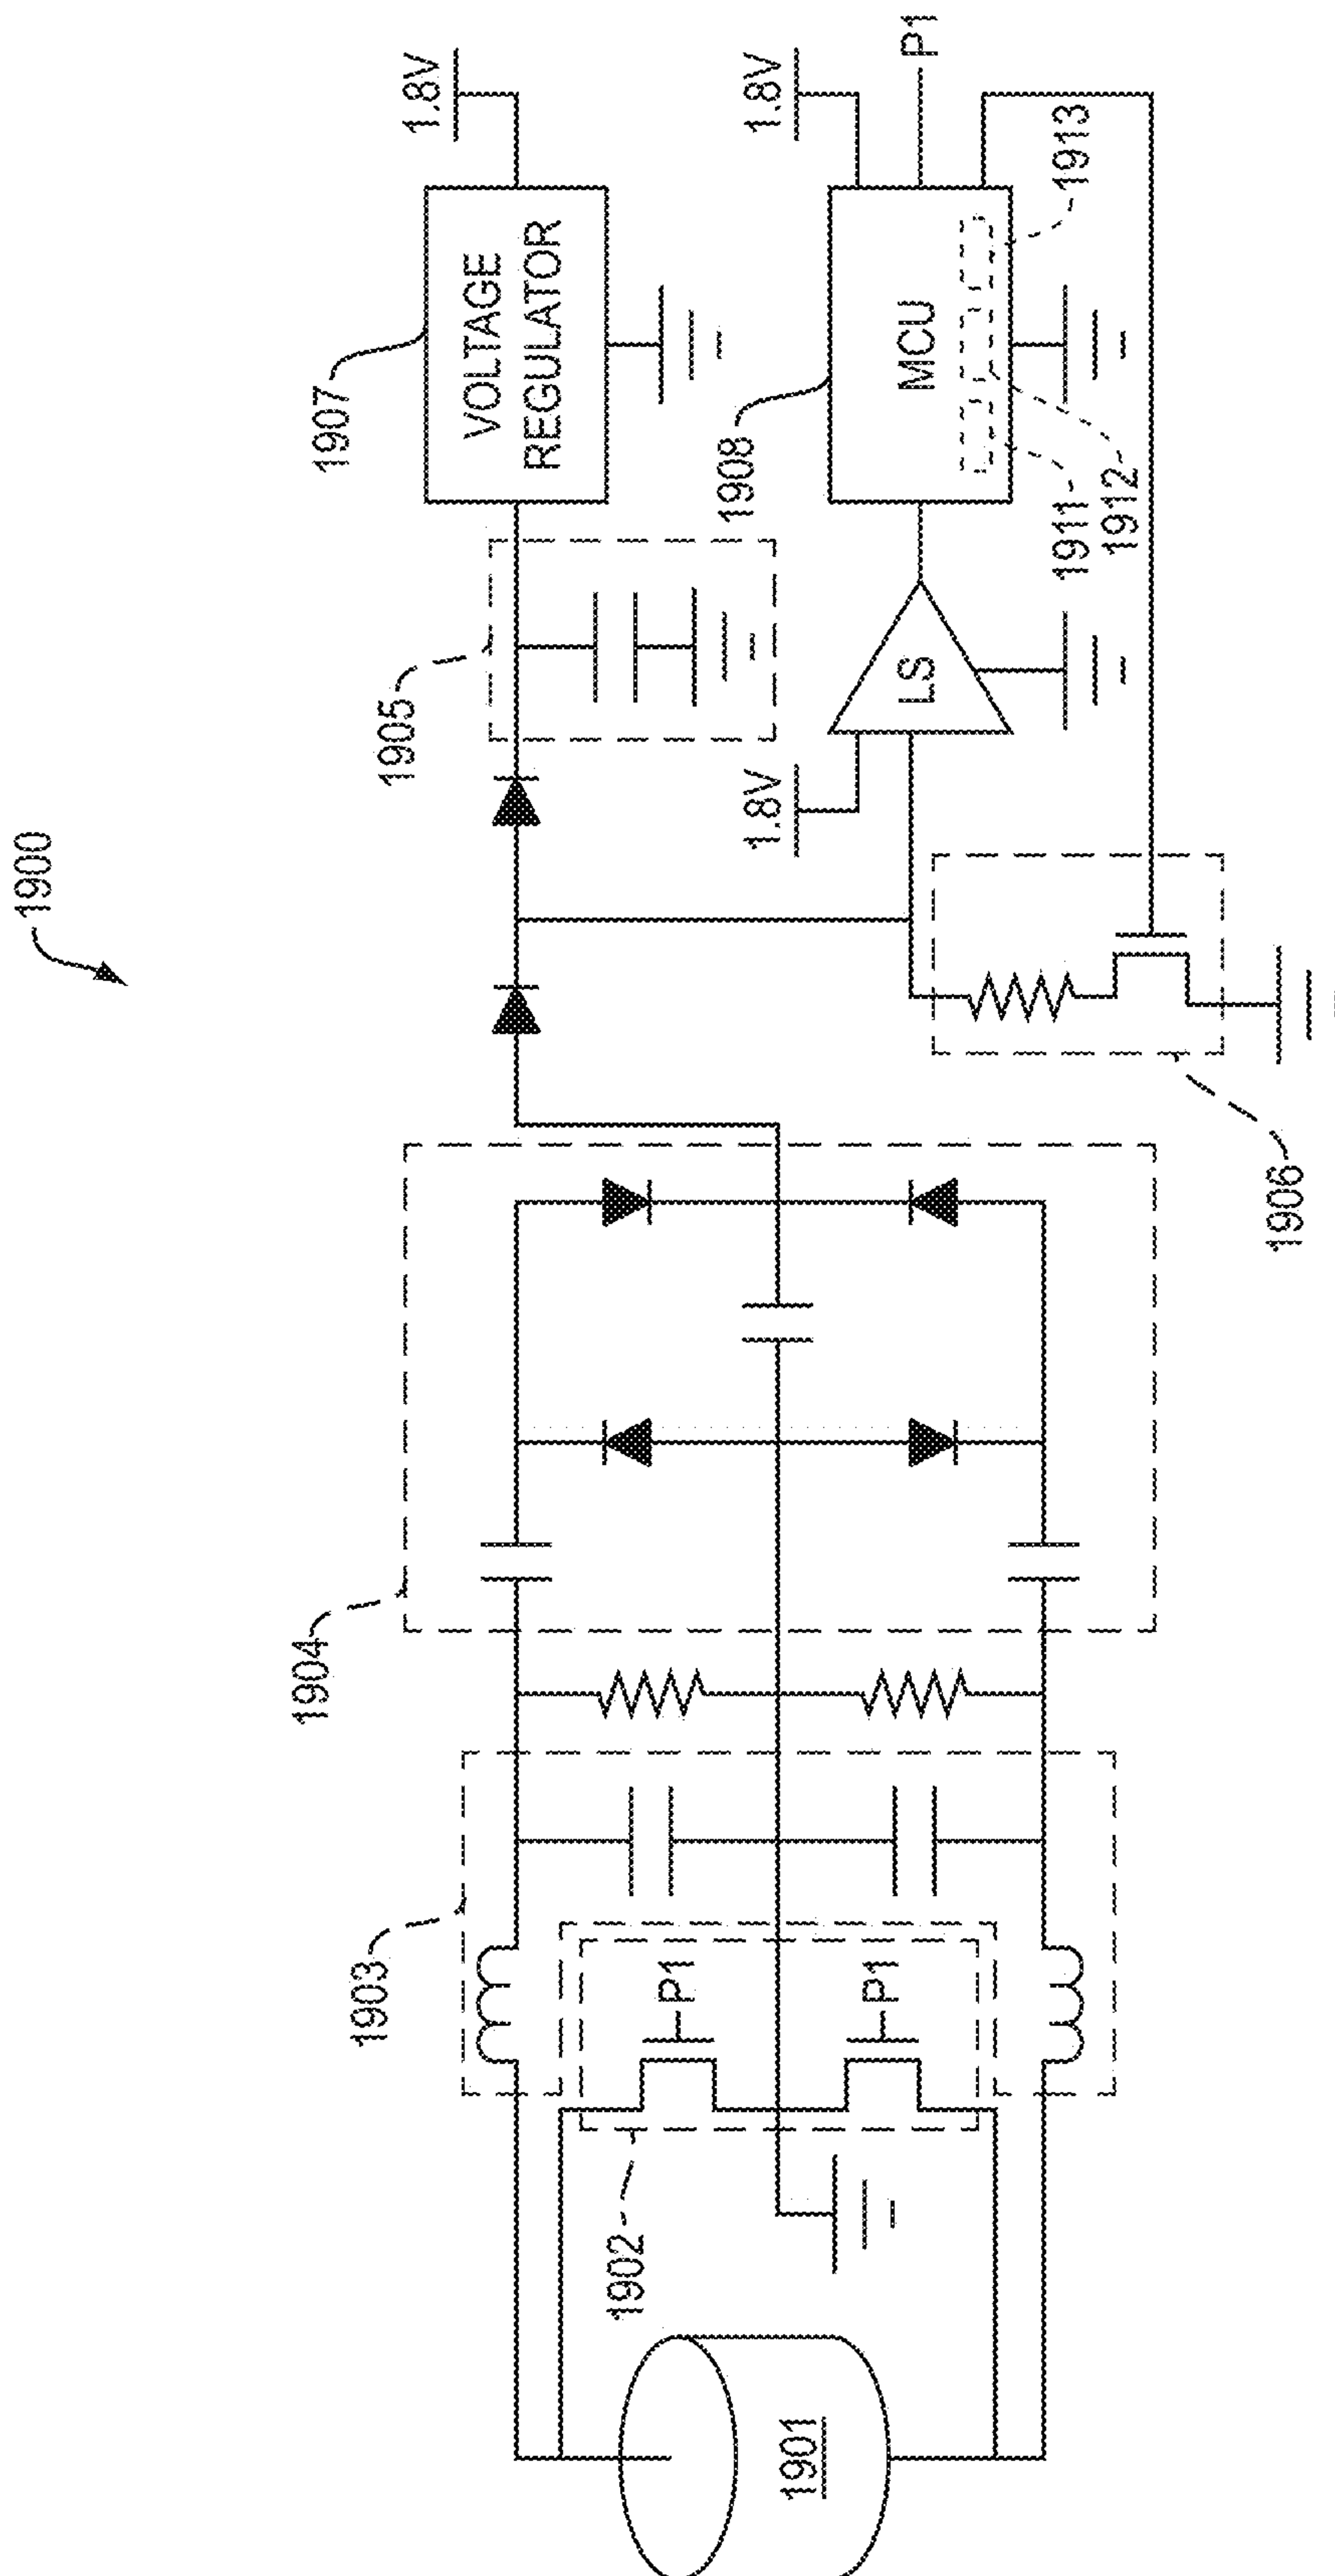 1900
1901
1902
P1
P1
1903
1904
1905
1906
1907
VOLTAGE
REGULATOR
1.8V
1.8V
LS
1908
MCU
1.8V
P1
1911
1912
1913